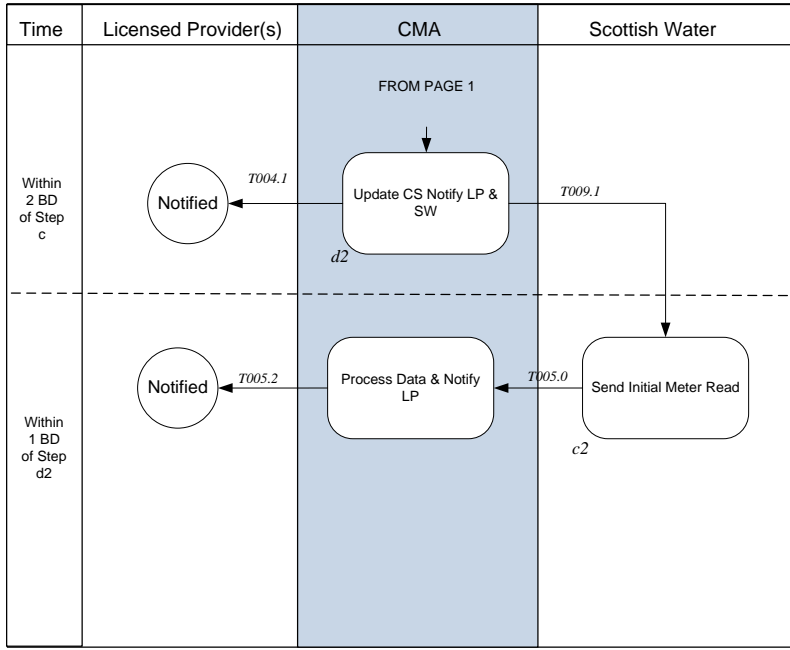 Time
Licensed Provider(s)
CMA
Scottish Water
FROM PAGE 1
Within
2 BD
of Step
c
Notified
T004.1
Update CS Notify LP &
SW
T009.1
d2
Within
1 BD
of Step
d2
Notified
T005.2
Process Data & Notify
LP
T005.0
Send Initial Meter Read
c2